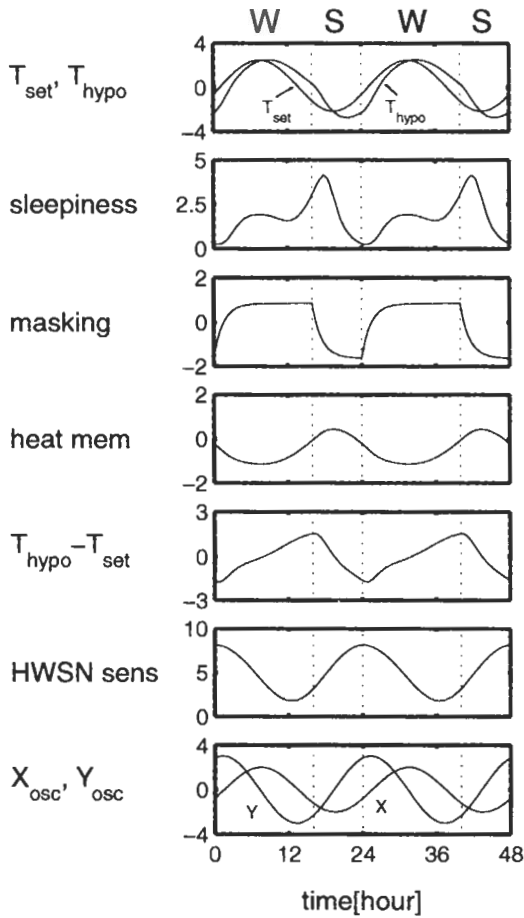 W S W S
T_set, T_hypo
4
0
−4
T_set
T_hypo
sleepiness
5
2.5
0
masking
2
0
−2
heat mem
2
0
−2
T_hypo−T_set
3
0
−3
HWSN sens
10
5
0
X_osc, Y_osc
4
0
−4
Y
X
0 12 24 36 48
time[hour]